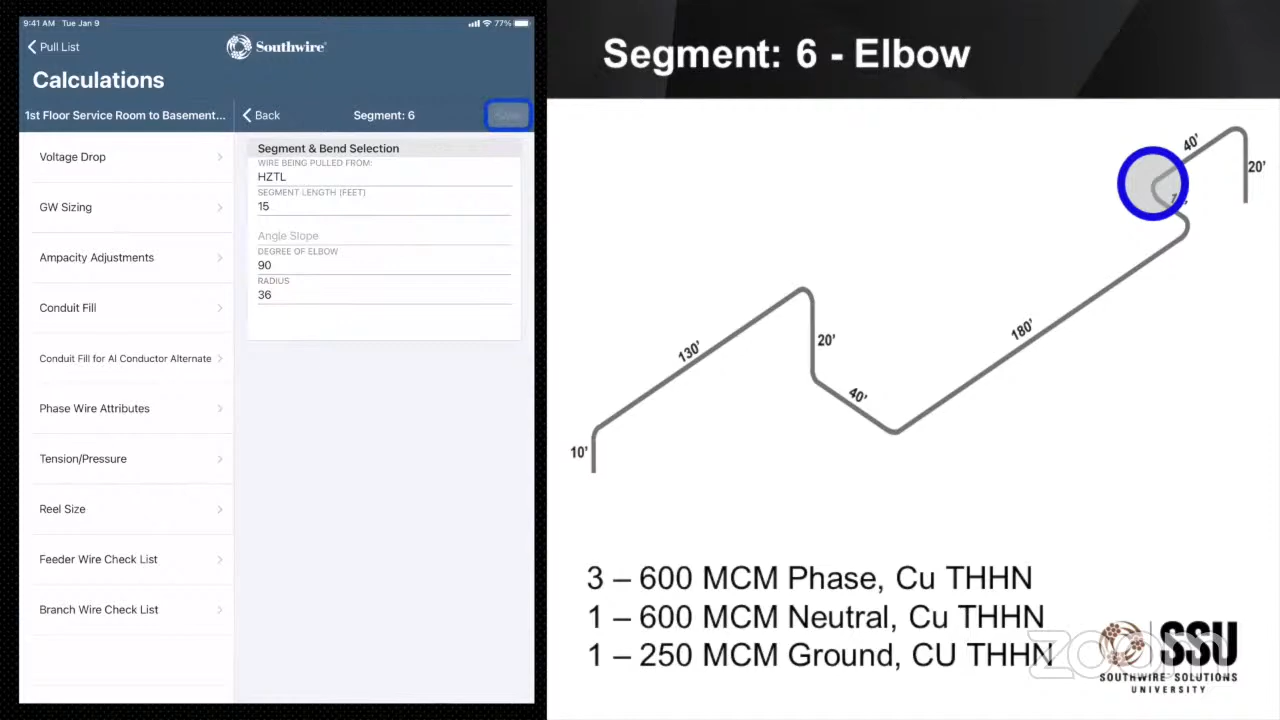 9:41 AM Tue Jan 9
77%
Pull List
Southwire
Calculations
1st Floor Service Room to Basement...
Back
Segment: 6
Voltage Drop
GW Sizing
Ampacity Adjustments
Conduit Fill
Conduit Fill for Al Conductor Alternate
Phase Wire Attributes
Tension/Pressure
Reel Size
Feeder Wire Check List
Branch Wire Check List
Segment & Bend Selection
WIRE BEING PULLED FROM:
HZTL
SEGMENT LENGTH (FEET)
15
Angle Slope
DEGREE OF ELBOW
90
RADIUS
36
Segment: 6 - Elbow
40'
20'
180'
20'
130'
40'
10'
3 – 600 MCM Phase, Cu THHN
1 – 600 MCM Neutral, Cu THHN
1 – 250 MCM Ground, CU THHN
zoom
SSU
SOUTHWIRE SOLUTIONS
UNIVERSITY